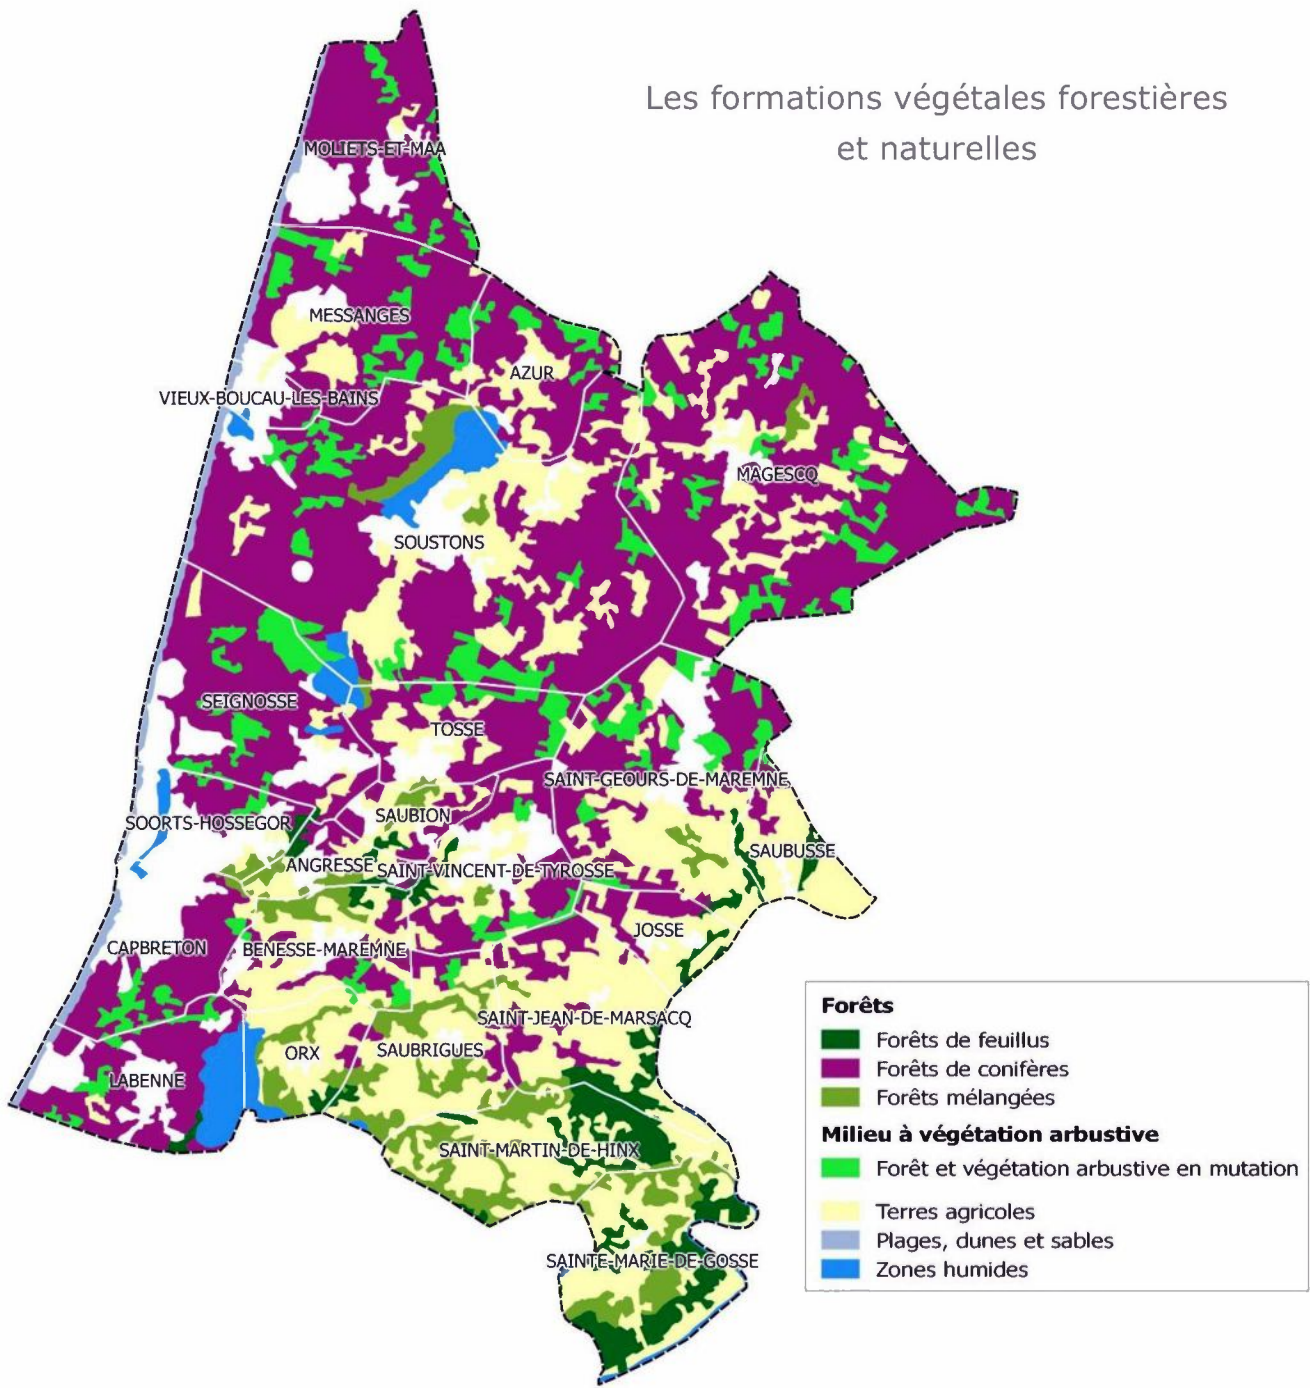 Les formations végétales forestières
et naturelles
MOLIETS-ET-MAA
MESSANGES
AZUR
VIEUX-BOUCAU-LES-BAINS
MAGESCQ
SOUSTONS
SEIGNOSSE
TOSSE
SAINT-GEOURS-DE-MAREMNE
SOORTS-HOSSEGOR
SAUBION
SAUBUSSE
ANGRESSE
SAINT-VINCENT-DE-TYROSSE
JOSSE
CAPBRETON
BENESSE-MAREMNE
SAINT-JEAN-DE-MARSACQ
ORX
SAUBRIGUES
LABENNE
SAINT-MARTIN-DE-HINX
SAINTE-MARIE-DE-GOSSE
Forêts
Forêts de feuillus
Forêts de conifères
Forêts mélangées
Milieu à végétation arbustive
Forêt et végétation arbustive en mutation
Terres agricoles
Plages, dunes et sables
Zones humides